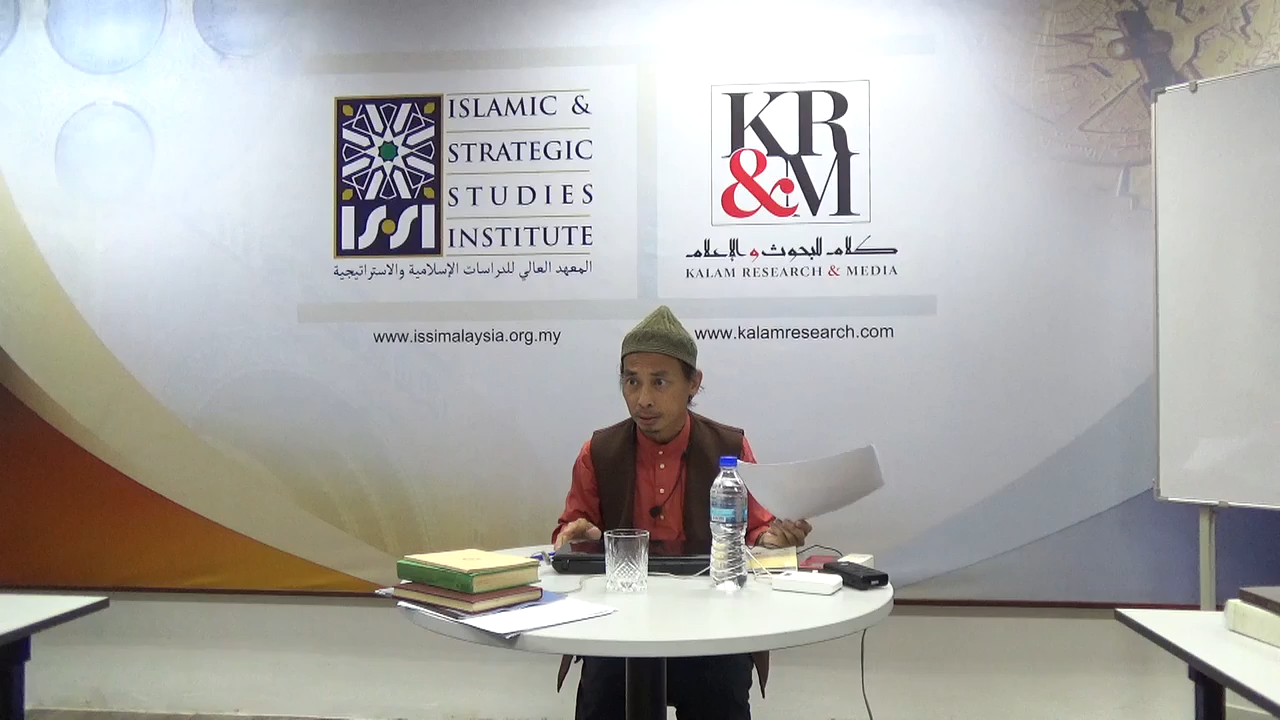 ISLAMIC &
STRATEGIC
STUDIES
INSTITUTE
ISSI
المعهد العالي للدراسات الإسلامية والاستراتيجية
www.issimalaysia.org.my
KR
&M
كلام للبحوث و الإعلام
KALAM RESEARCH & MEDIA
www.kalamresearch.com